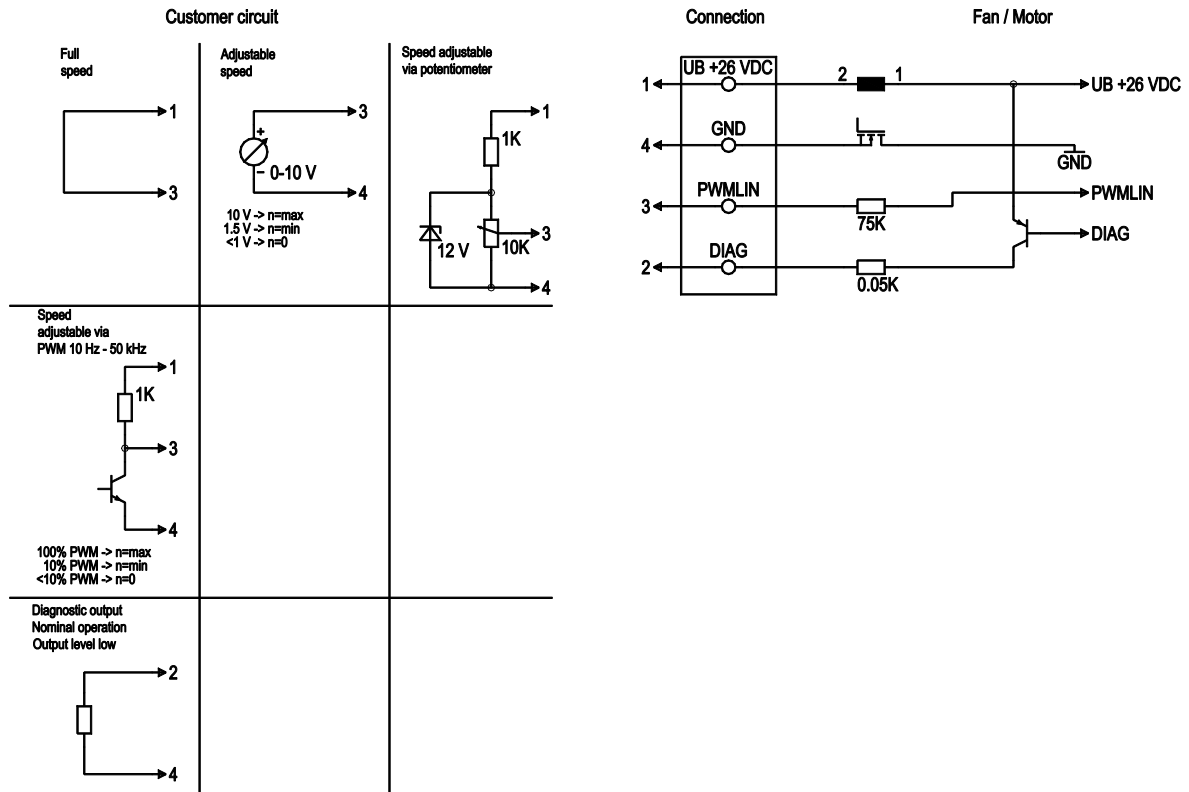 Customer circuit
Full
speed
1
3
Adjustable
speed
3
+
– 0-10 V
4
10 V -> n=max
1.5 V -> n=min
<1 V -> n=0
Speed adjustable
via potentiometer
1
1K
12 V
10K
3
4
Speed
adjustable via
PWM 10 Hz - 50 kHz
1
1K
3
4
100% PWM -> n=max
10% PWM -> n=min
<10% PWM -> n=0
Diagnostic output
Nominal operation
Output level low
2
4
Connection
Fan / Motor
1
UB +26 VDC
2
1
UB +26 VDC
4
GND
GND
3
PWMLIN
75K
PWMLIN
DIAG
2
DIAG
0.05K